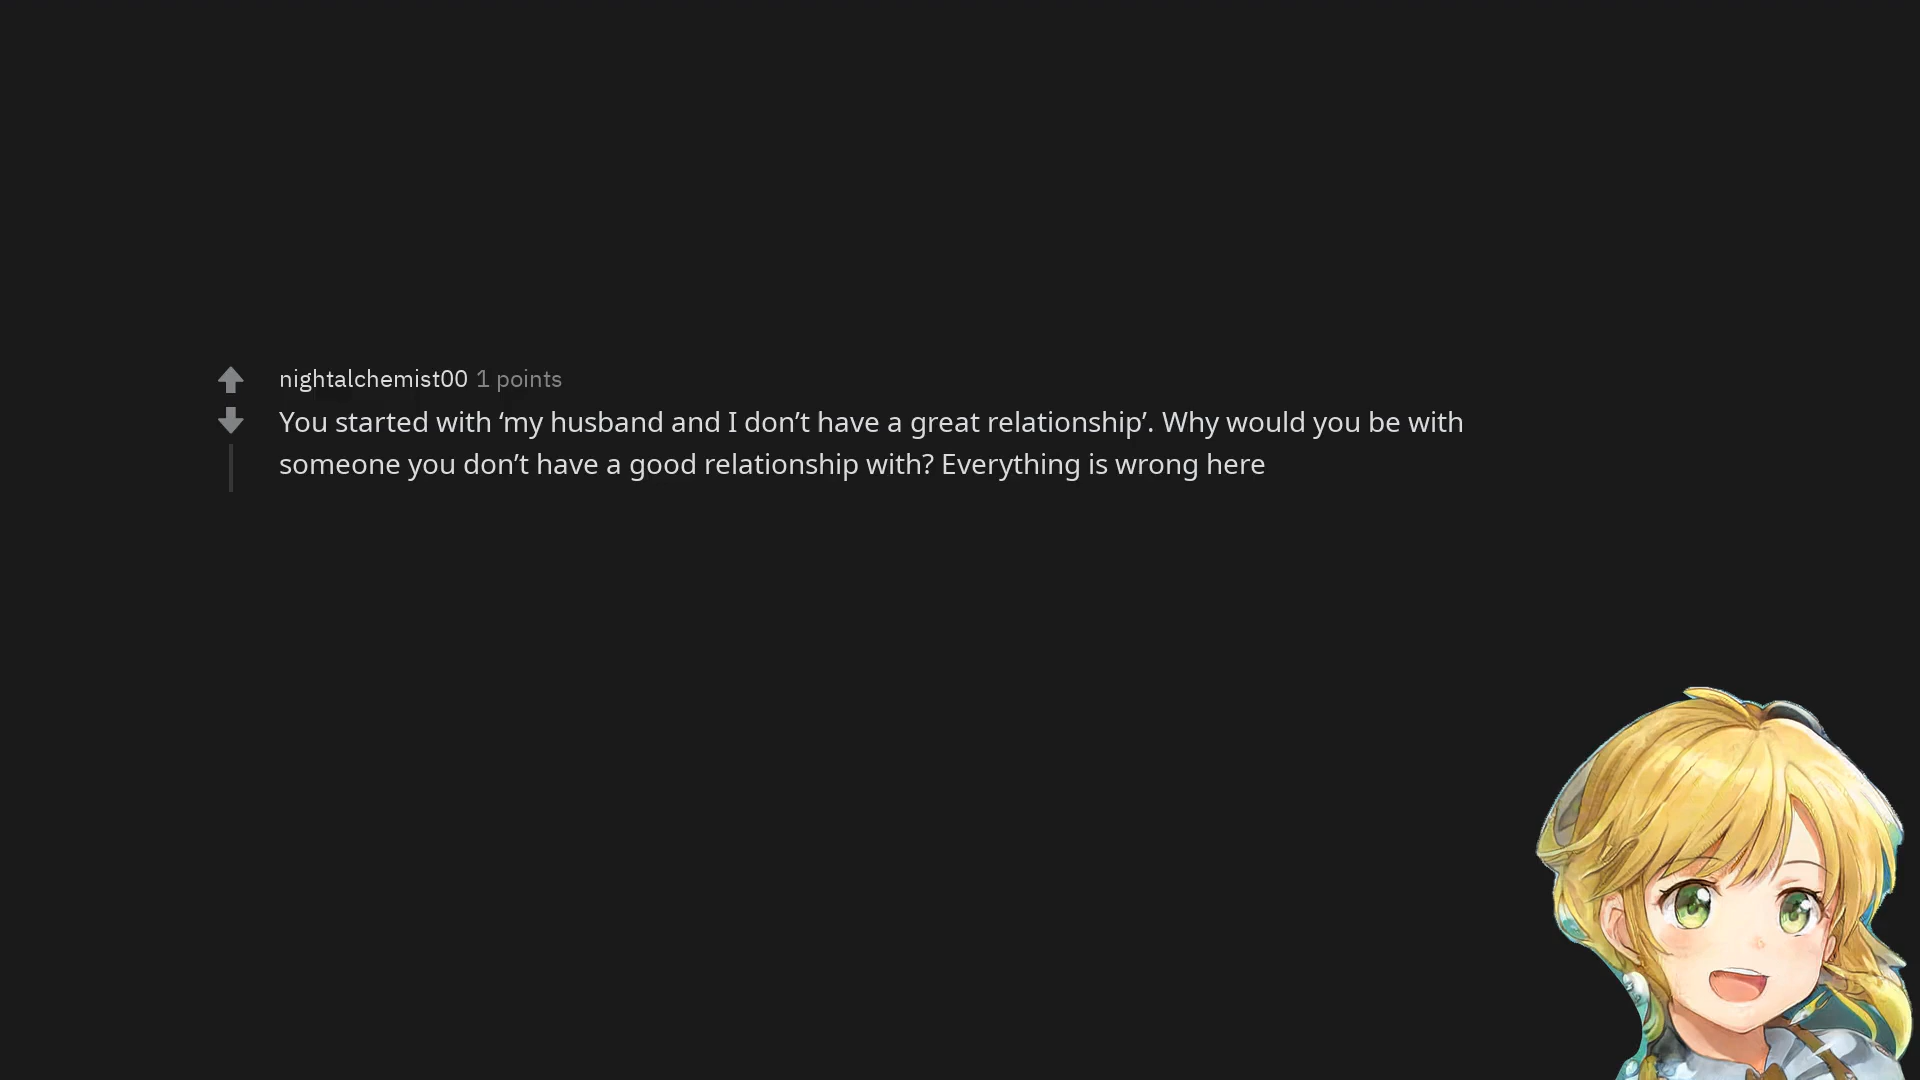 nightalchemist00 1 points
You started with ‘my husband and I don’t have a great relationship’. Why would you be with
someone you don’t have a good relationship with? Everything is wrong here